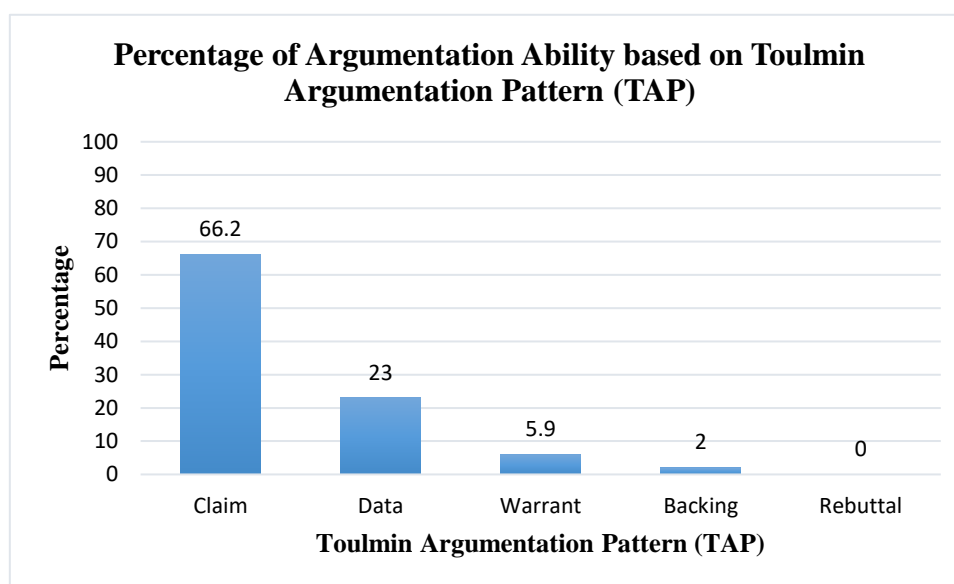 Percentage of Argumentation Ability based on Toulmin
Argumentation Pattern (TAP)
100
90
80
70
60
50
40
30
20
10
0
Percentage
66.2
23
5.9
2
0
Claim
Data
Warrant
Backing
Rebuttal
Toulmin Argumentation Pattern (TAP)